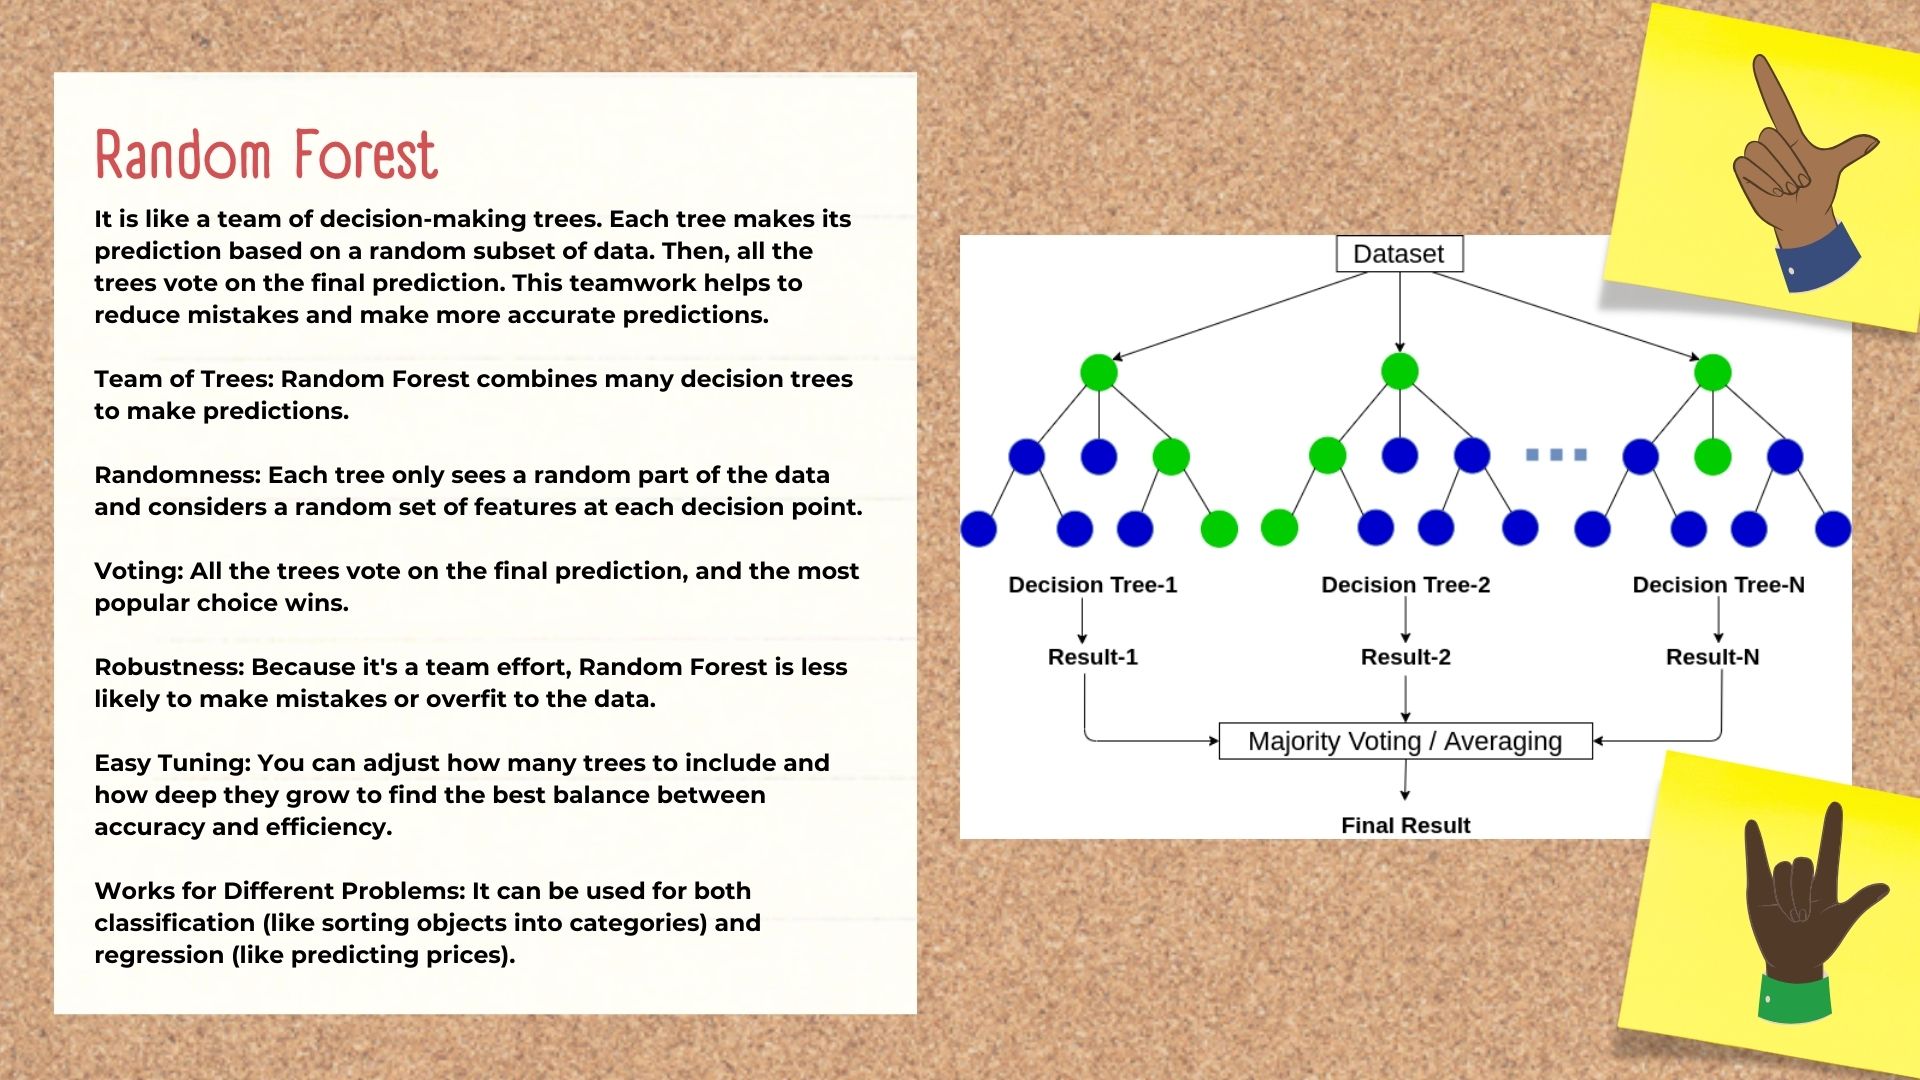 Random Forest
It is like a team of decision-making trees. Each tree makes its
prediction based on a random subset of data. Then, all the
trees vote on the final prediction. This teamwork helps to
reduce mistakes and make more accurate predictions.
Team of Trees: Random Forest combines many decision trees
to make predictions.
Randomness: Each tree only sees a random part of the data
and considers a random set of features at each decision point.
Voting: All the trees vote on the final prediction, and the most
popular choice wins.
Robustness: Because it's a team effort, Random Forest is less
likely to make mistakes or overfit to the data.
Easy Tuning: You can adjust how many trees to include and
how deep they grow to find the best balance between
accuracy and efficiency.
Works for Different Problems: It can be used for both
classification (like sorting objects into categories) and
regression (like predicting prices).
Dataset
Decision Tree-1 Decision Tree-2 Decision Tree-N
Result-1 Result-2 Result-N
Majority Voting / Averaging
Final Result